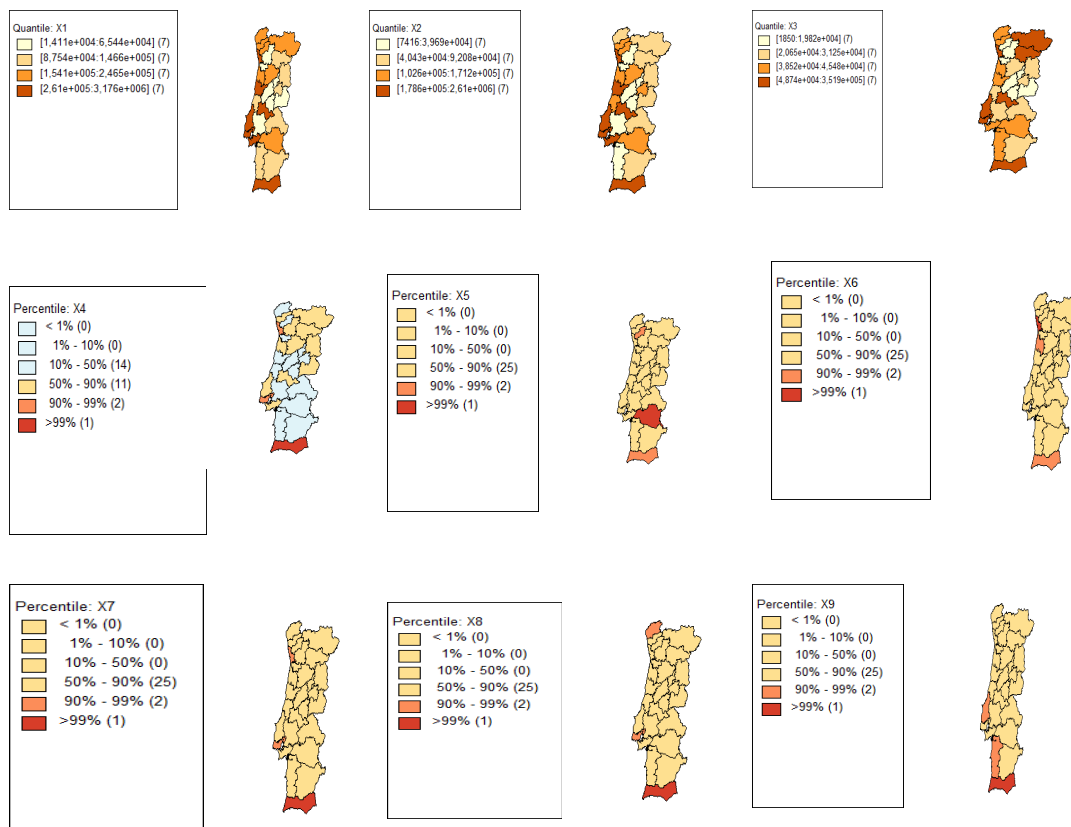 Quantile: X1
[1,411e+004:6,544e+004] (7)
[8,754e+004:1,466e+005] (7)
[1,541e+005:2,465e+005] (7)
[2,61e+005:3,176e+006] (7)
Quantile: X2
[7416:3,969e+004] (7)
[4,043e+004:9,208e+004] (7)
[1,026e+005:1,712e+005] (7)
[1,786e+005:2,61e+006] (7)
Quantile: X3
[1850:1,982e+004] (7)
[2,065e+004:3,125e+004] (7)
[3,852e+004:4,548e+004] (7)
[4,874e+004:3,519e+005] (7)
Percentile: X4
< 1% (0)
1% - 10% (0)
10% - 50% (14)
50% - 90% (11)
90% - 99% (2)
>99% (1)
Percentile: X5
< 1% (0)
1% - 10% (0)
10% - 50% (0)
50% - 90% (25)
90% - 99% (2)
>99% (1)
Percentile: X6
< 1% (0)
1% - 10% (0)
10% - 50% (0)
50% - 90% (25)
90% - 99% (2)
>99% (1)
Percentile: X7
< 1% (0)
1% - 10% (0)
10% - 50% (0)
50% - 90% (25)
90% - 99% (2)
>99% (1)
Percentile: X8
< 1% (0)
1% - 10% (0)
10% - 50% (0)
50% - 90% (25)
90% - 99% (2)
>99% (1)
Percentile: X9
< 1% (0)
1% - 10% (0)
10% - 50% (0)
50% - 90% (25)
90% - 99% (2)
>99% (1)